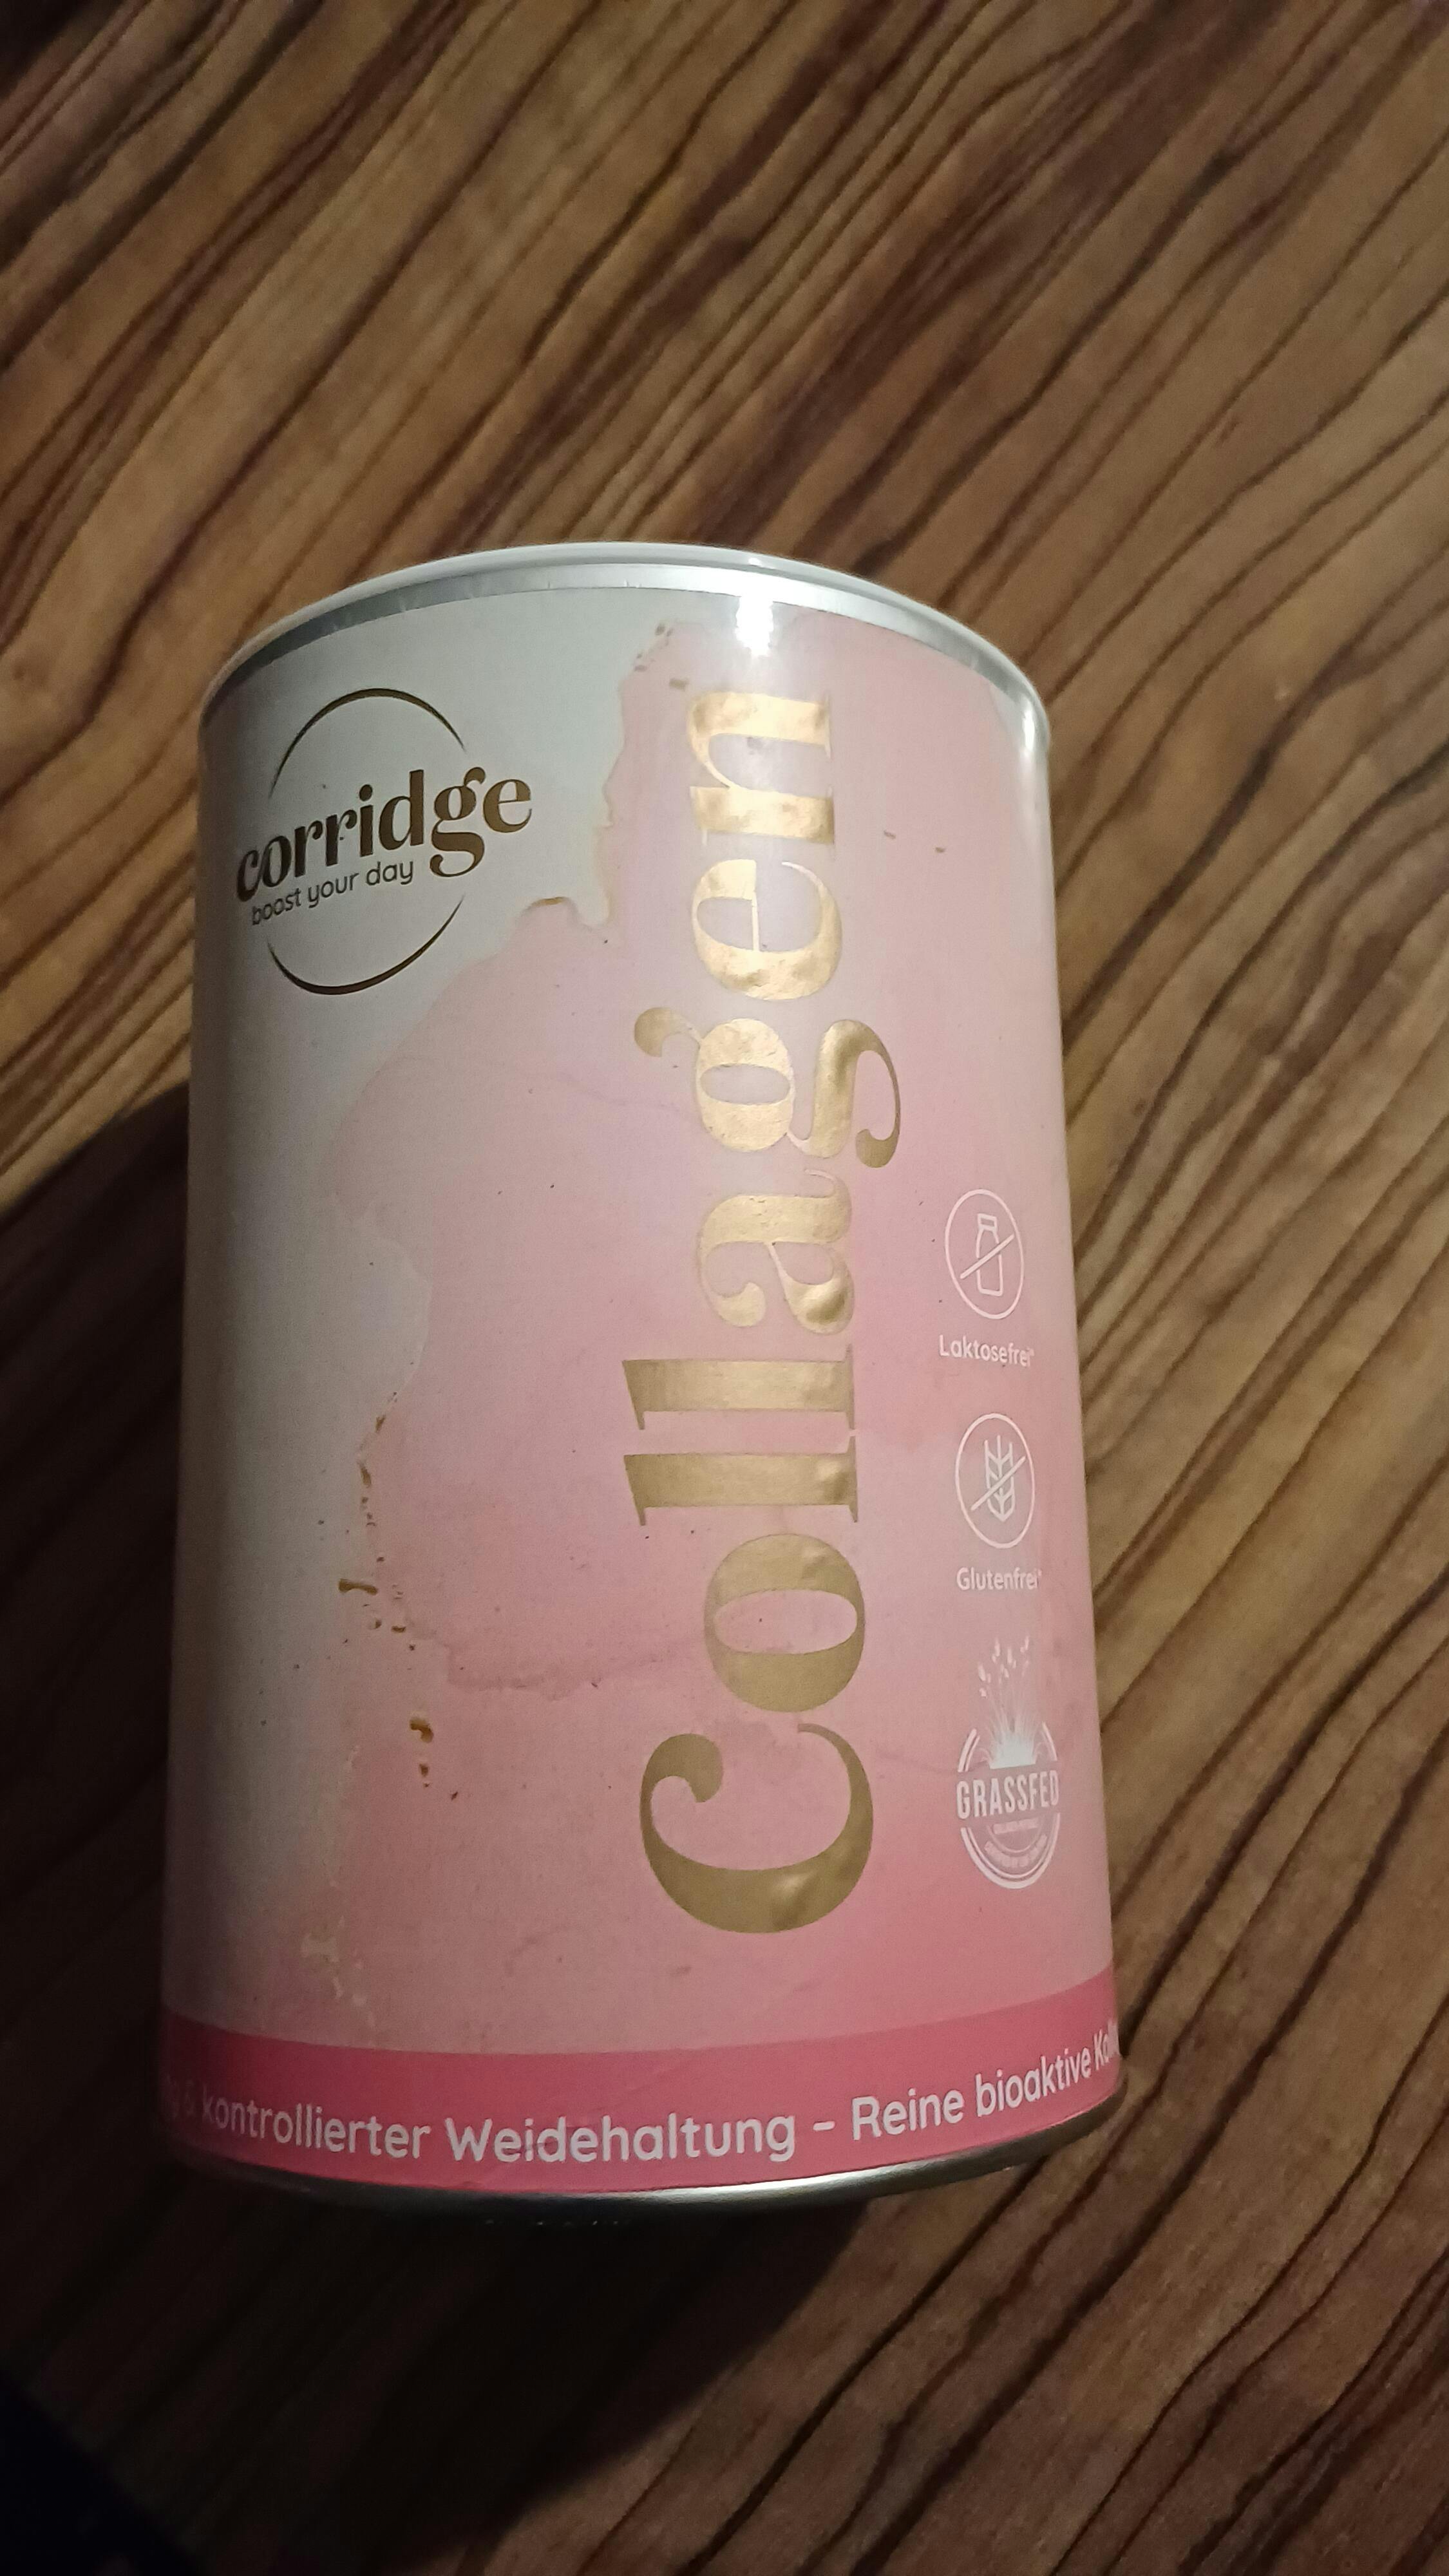 corridge
boost your day
Collagen
Laktosefrei*
Glutenfrei*
GRASSFED
& kontrollierter Weidehaltung – Reine bioaktive